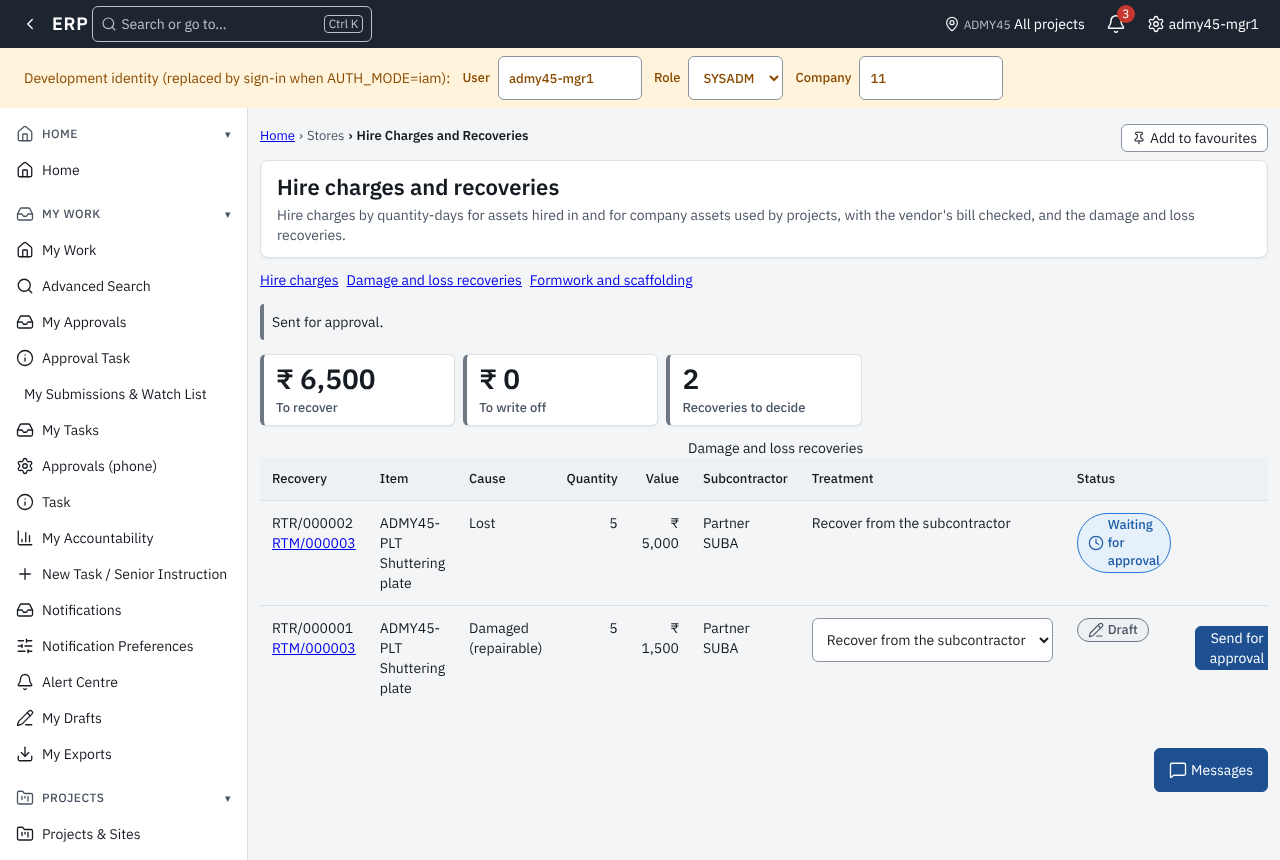 ERP
Search or go to...
Ctrl K
ADMY45 All projects
3
admy45-mgr1
Development identity (replaced by sign-in when AUTH_MODE=iam):
User
admy45-mgr1
Role
SYSADM
Company
11
HOME
Home
MY WORK
My Work
Advanced Search
My Approvals
Approval Task
My Submissions & Watch List
My Tasks
Approvals (phone)
Task
My Accountability
New Task / Senior Instruction
Notifications
Notification Preferences
Alert Centre
My Drafts
My Exports
PROJECTS
Projects & Sites
Home › Stores › Hire Charges and Recoveries
Add to favourites
Hire charges and recoveries
Hire charges by quantity-days for assets hired in and for company assets used by projects, with the vendor's bill checked, and the damage and loss
recoveries.
Hire charges
Damage and loss recoveries
Formwork and scaffolding
Sent for approval.
₹ 6,500
To recover
₹ 0
To write off
2
Recoveries to decide
Damage and loss recoveries
Recovery
Item
Cause
Quantity
Value
Subcontractor
Treatment
Status
RTR/000002
RTM/000003
ADMY45-
PLT
Shuttering
plate
Lost
5
₹
5,000
Partner
SUBA
Recover from the subcontractor
Waiting
for
approval
RTR/000001
RTM/000003
ADMY45-
PLT
Shuttering
plate
Damaged
(repairable)
5
₹
1,500
Partner
SUBA
Recover from the subcontractor
Draft
Send for
approval
Messages